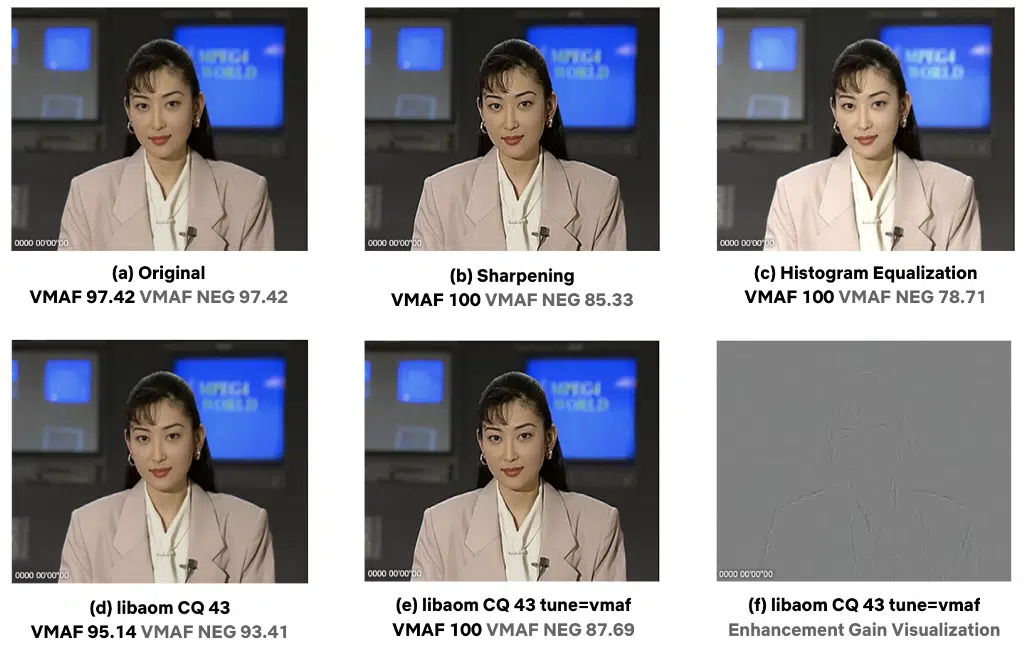 MPEG4
WORLD
0000 00'00"00
MPEG4
WORLD
0000 00'00"00
MPEG4
WORLD
0000 00'00"00
(a) Original
VMAF 97.42 VMAF NEG 97.42
(b) Sharpening
VMAF 100 VMAF NEG 85.33
(c) Histogram Equalization
VMAF 100 VMAF NEG 78.71
MPEG4
WORLD
0000 00'00"00
MPEG4
WORLD
0000 00'00"00
0000 00'00"00
(d) libaom CQ 43
VMAF 95.14 VMAF NEG 93.41
(e) libaom CQ 43 tune=vmaf
VMAF 100 VMAF NEG 87.69
(f) libaom CQ 43 tune=vmaf
Enhancement Gain Visualization